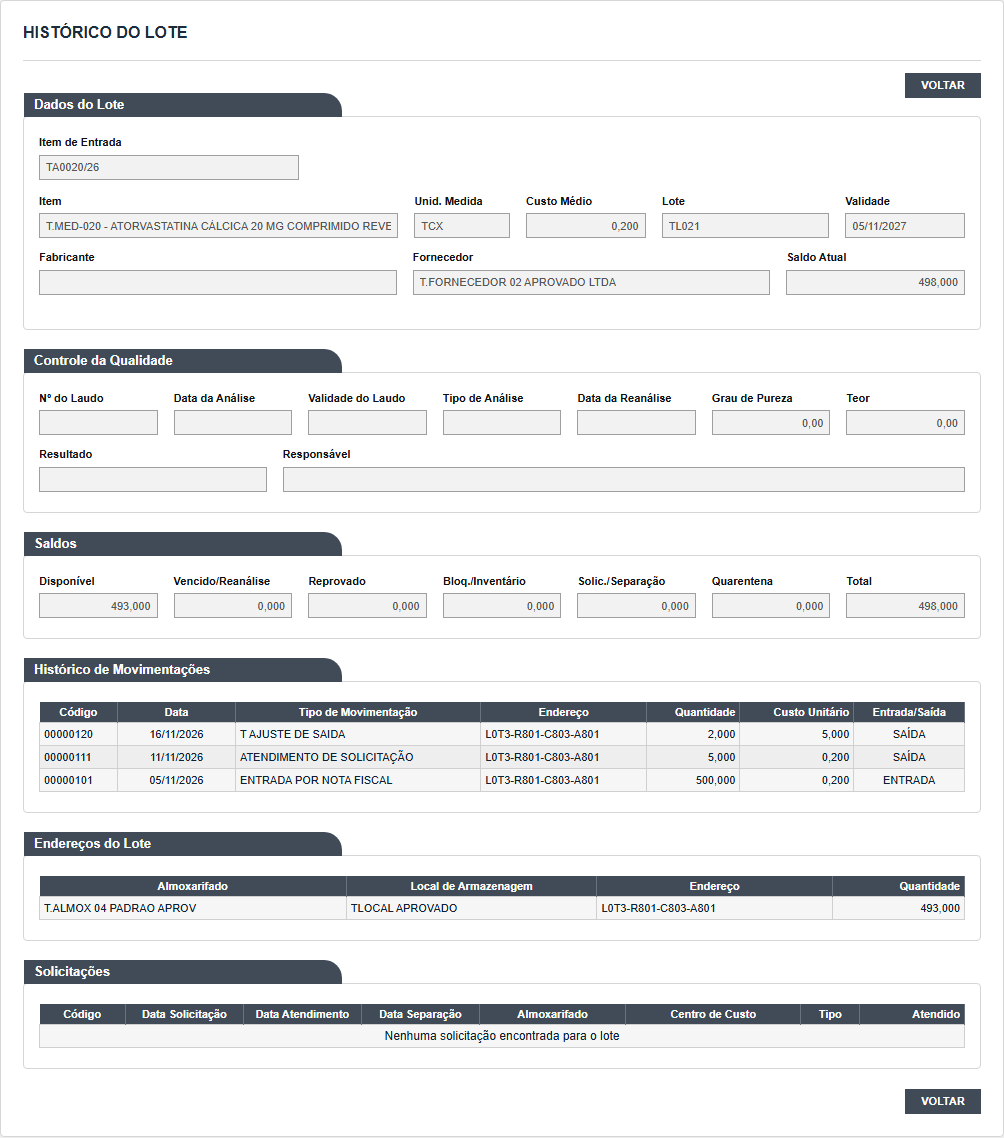 HISTÓRICO DO LOTE
VOLTAR
Dados do Lote
Item de Entrada
TA0020/26
Item Unid. Medida Custo Médio Lote Validade
T.MED-020 - ATORVASTATINA CÁLCICA 20 MG COMPRIMIDO REVE TCX 0,200 TL021 05/11/2027
Fabricante Fornecedor Saldo Atual
T.FORNECEDOR 02 APROVADO LTDA 498,000
Controle da Qualidade
Nº do Laudo Data da Análise Validade do Laudo Tipo de Análise Data da Reanálise Grau de Pureza Teor
0,00 0,00
Resultado Responsável
Saldos
Disponível Vencido/Reanálise Reprovado Bloq./Inventário Solic./Separação Quarentena Total
493,000 0,000 0,000 0,000 0,000 0,000 498,000
Histórico de Movimentações
Código Data Tipo de Movimentação Endereço Quantidade Custo Unitário Entrada/Saída
00000120 16/11/2026 T AJUSTE DE SAIDA L0T3-R801-C803-A801 2,000 5,000 SAÍDA
00000111 11/11/2026 ATENDIMENTO DE SOLICITAÇÃO L0T3-R801-C803-A801 5,000 0,200 SAÍDA
00000101 05/11/2026 ENTRADA POR NOTA FISCAL L0T3-R801-C803-A801 500,000 0,200 ENTRADA
Endereços do Lote
Almoxarifado Local de Armazenagem Endereço Quantidade
T.ALMOX 04 PADRAO APROV TLOCAL APROVADO L0T3-R801-C803-A801 493,000
Solicitações
Código Data Solicitação Data Atendimento Data Separação Almoxarifado Centro de Custo Tipo Atendido
Nenhuma solicitação encontrada para o lote
VOLTAR